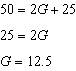 50 = 2G + 25
25 = 2G
G = 12.5